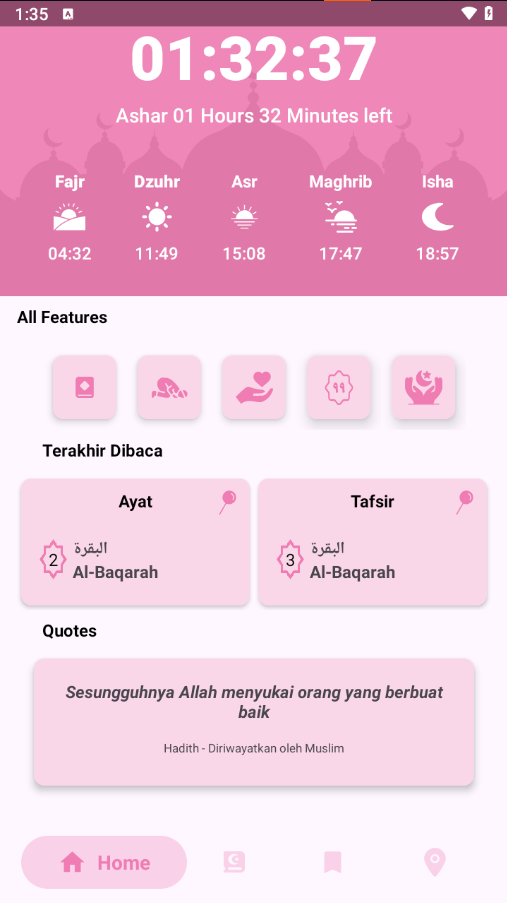 1:35
01:32:37
Ashar 01 Hours 32 Minutes left
Fajr Dzuhr Asr Maghrib Isha
04:32 11:49 15:08 17:47 18:57
All Features
٩٩
Terakhir Dibaca
Ayat
2
البقرة
Al-Baqarah
Tafsir
3
البقرة
Al-Baqarah
Quotes
Sesungguhnya Allah menyukai orang yang berbuat
baik
Hadith - Diriwayatkan oleh Muslim
Home